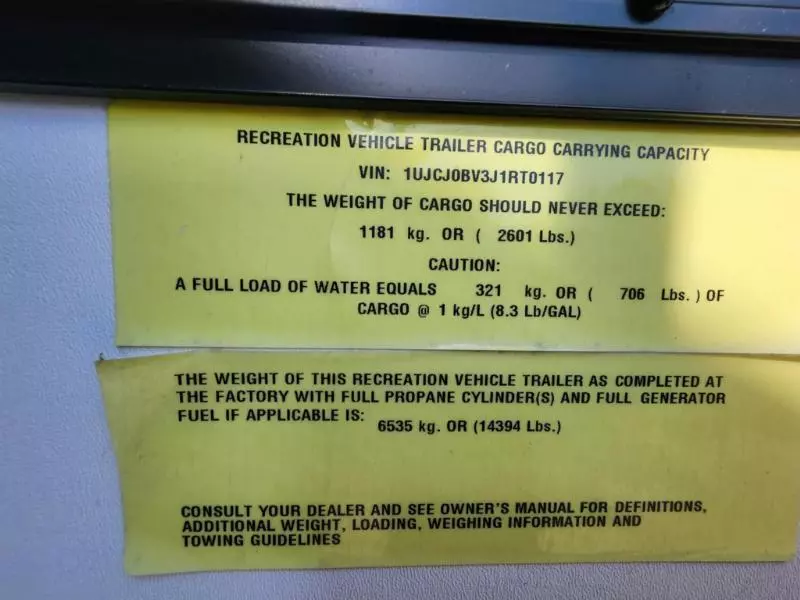 RECREATION VEHICLE TRAILER CARGO CARRYING CAPACITY
VIN: 1UJCJ0BV3J1RT0117
THE WEIGHT OF CARGO SHOULD NEVER EXCEED:
1181 kg. OR ( 2601 Lbs.)
CAUTION:
A FULL LOAD OF WATER EQUALS 321 kg. OR ( 706 Lbs. ) OF
CARGO @ 1 kg/L (8.3 Lb/GAL)
THE WEIGHT OF THIS RECREATION VEHICLE TRAILER AS COMPLETED AT
THE FACTORY WITH FULL PROPANE CYLINDER(S) AND FULL GENERATOR
FUEL IF APPLICABLE IS:
6535 kg. OR (14394 Lbs.)
CONSULT YOUR DEALER AND SEE OWNER'S MANUAL FOR DEFINITIONS,
ADDITIONAL WEIGHT, LOADING, WEIGHING INFORMATION AND
TOWING GUIDELINES